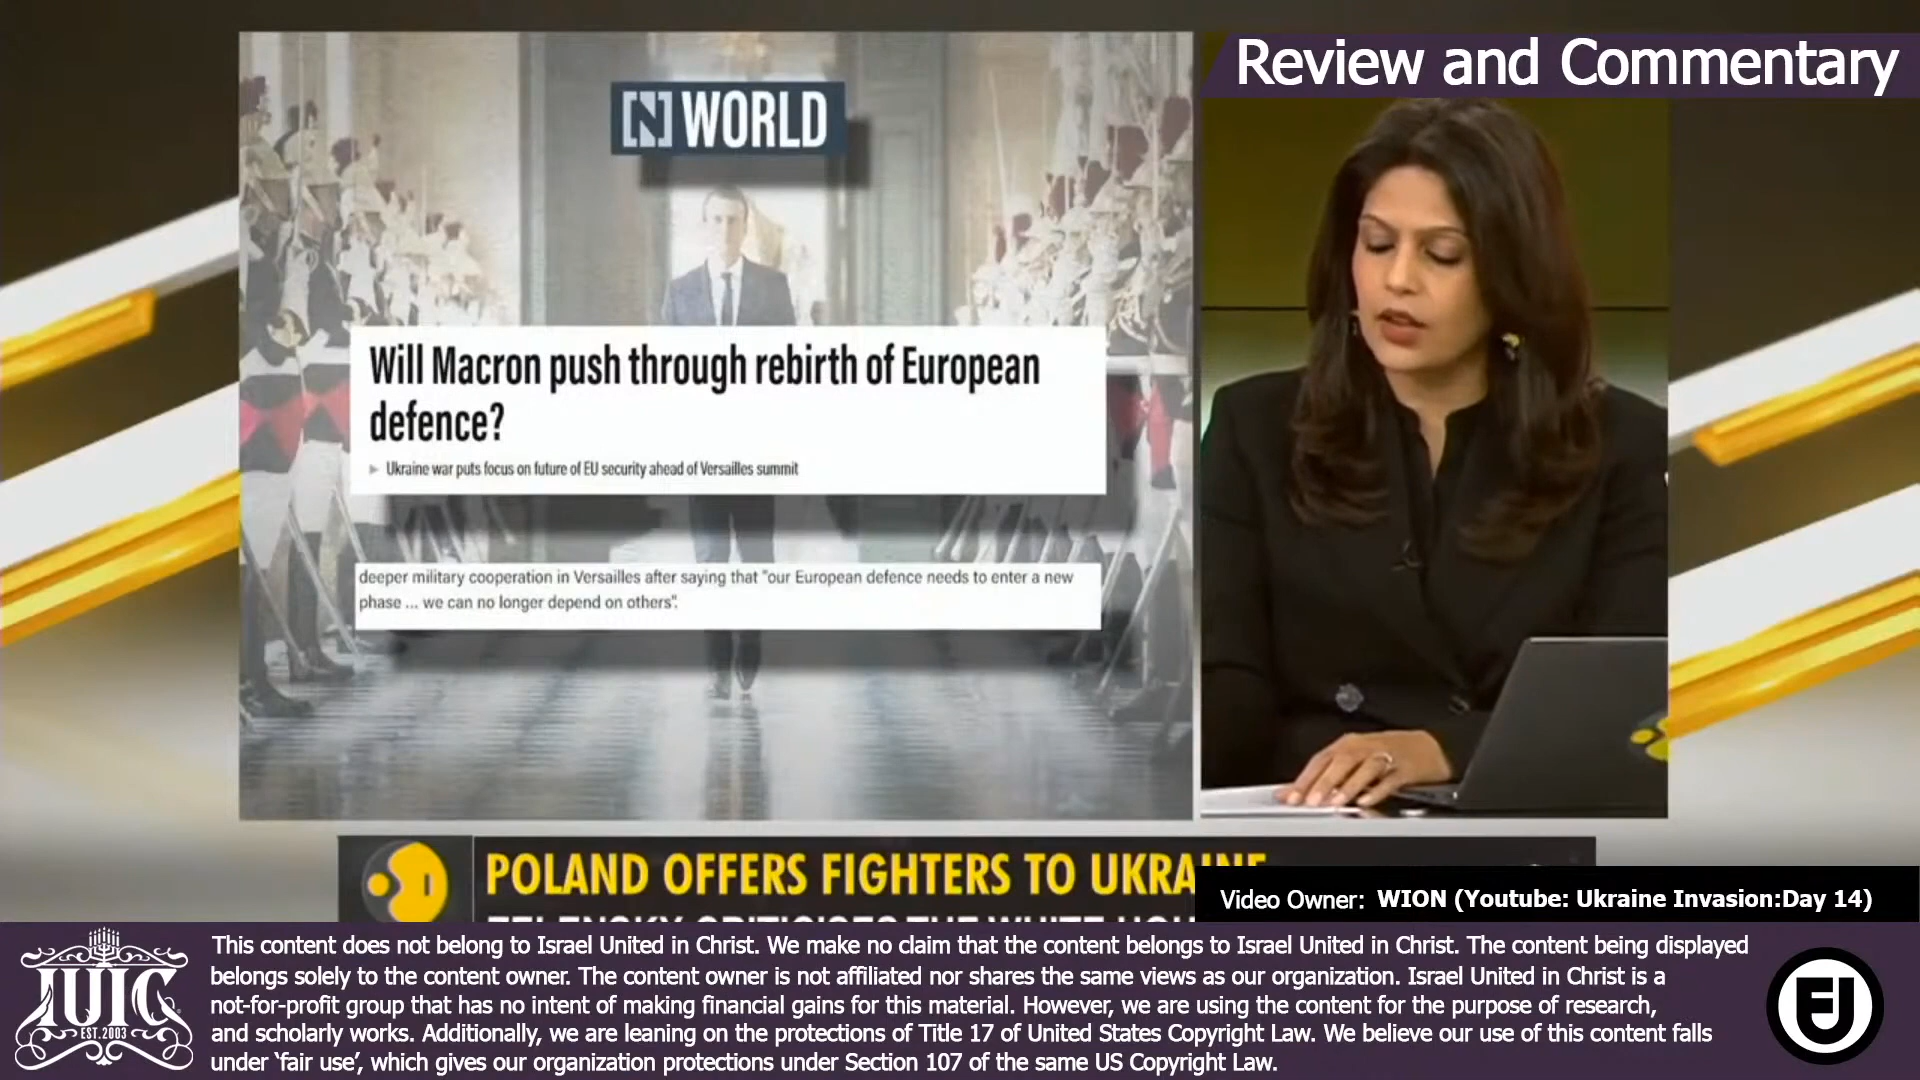 Review and Commentary
[N] WORLD
Will Macron push through rebirth of European
defence?
Ukraine war puts focus on future of EU security ahead of Versailles summit
deeper military cooperation in Versailles after saying that "our European defence needs to enter a new
phase ... we can no longer depend on others".
POLAND OFFERS FIGHTERS TO UKRAINE
Video Owner: WION (Youtube: Ukraine Invasion:Day 14)
This content does not belong to Israel United in Christ. We make no claim that the content belongs to Israel United in Christ. The content being displayed
belongs solely to the content owner. The content owner is not affiliated nor shares the same views as our organization. Israel United in Christ is a
not-for-profit group that has no intent of making financial gains for this material. However, we are using the content for the purpose of research,
and scholarly works. Additionally, we are leaning on the protections of Title 17 of United States Copyright Law. We believe our use of this content falls
under ‘fair use’, which gives our organization protections under Section 107 of the same US Copyright Law.
IUIC
EST. 2003